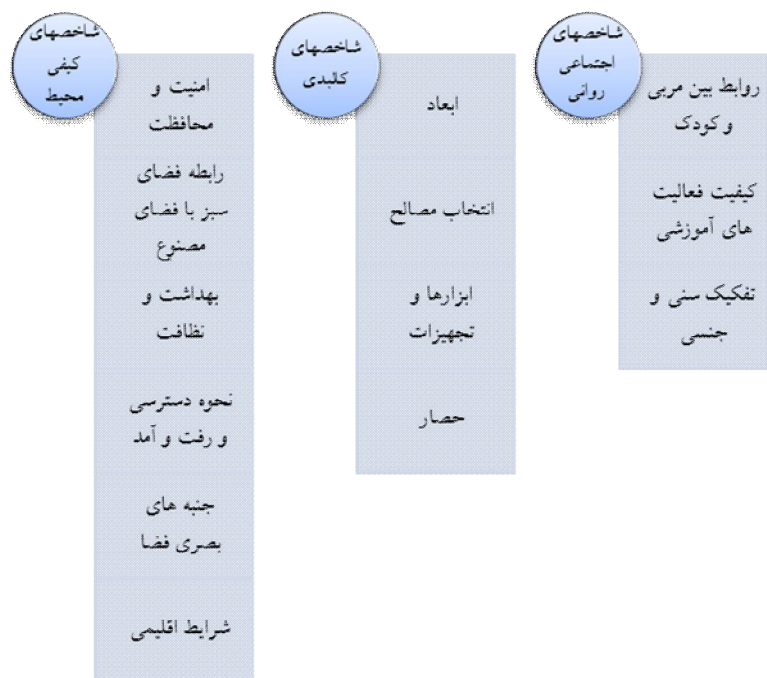 شاخصهای
اجتماعی
روانی
روابط بین مربی
و کودک
کیفیت فعالیت
های آموزشی
تفکیک سنی و
جنسی
شاخصهای
کالبدی
ابعاد
انتخاب مصالح
ابزارها و
تجهیزات
حصار
شاخصهای
کیفی
محیط
امنیت و
محافظت
رابطه فضای
سبز با فضای
مصنوع
بهداشت و
نظافت
نحوه دسترسی
و رفت و آمد
جنبه های
بصری فضا
شرایط اقلیمی